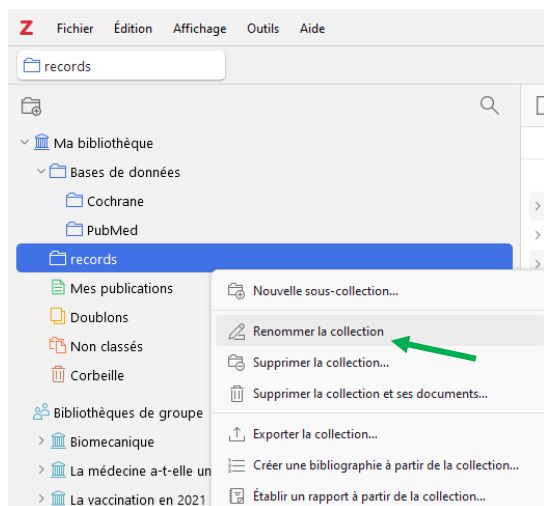 Z Fichier Édition Affichage Outils Aide
records
Ma bibliothèque
Bases de données
Cochrane
PubMed
records
Mes publications
Nouvelle sous-collection...
Doublons
Renommer la collection
Non classés
Supprimer la collection...
Corbeille
Supprimer la collection et ses documents...
Bibliothèques de groupe
Exporter la collection...
Biomecanique
Créer une bibliographie à partir de la collection...
La médecine a-t-elle un
Établir un rapport à partir de la collection...
La vaccination en 2021